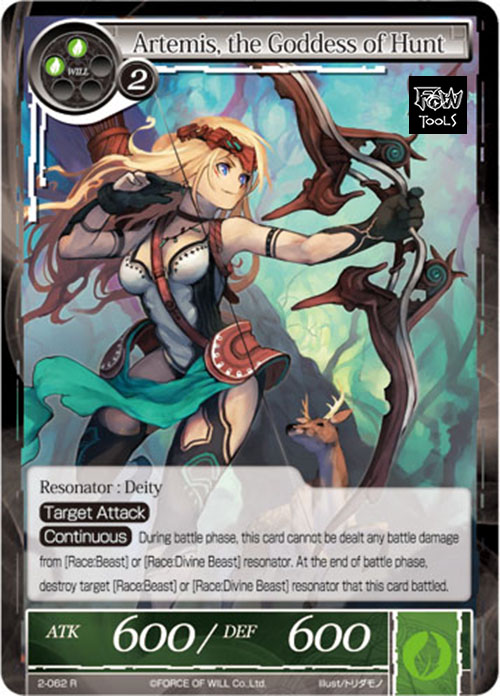 Artemis, the Goddess of Hunt
WILL
2
FOW
TOOLS
Resonator : Deity
Target Attack
Continuous During battle phase, this card cannot be dealt any battle damage
from [Race:Beast] or [Race:Divine Beast] resonator. At the end of battle phase,
destroy target [Race:Beast] or [Race:Divine Beast] resonator that this card battled.
ATK 600/ DEF 600
2-062 R ©FORCE OF WILL Co.,Ltd. Illust/トリダモノ